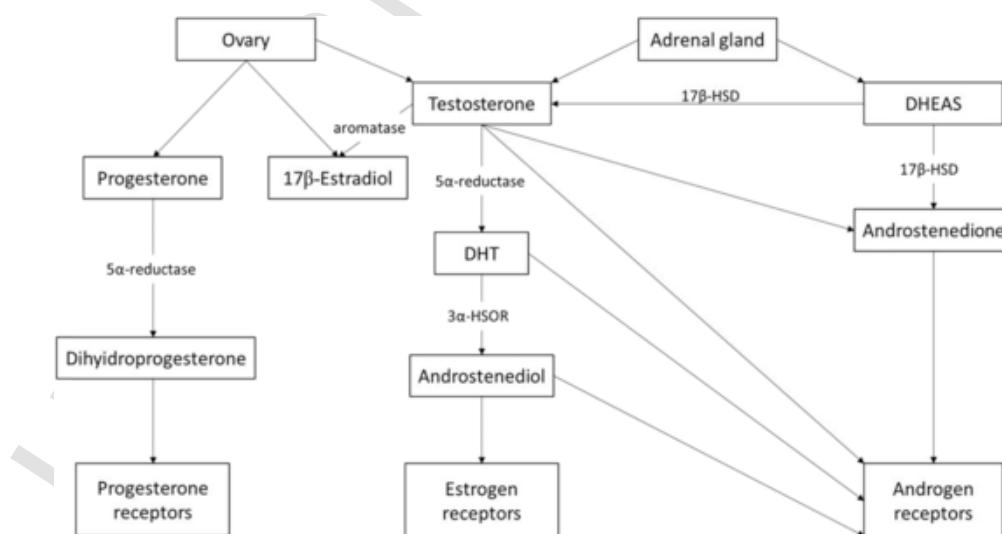 Ovary
Adrenal gland
Testosterone
17β-HSD
DHEAS
aromatase
Progesterone
17β-Estradiol
5α-reductase
17β-HSD
Androstenedione
DHT
5α-reductase
3α-HSOR
Dihyidroprogesterone
Androstenediol
Progesterone
receptors
Estrogen
receptors
Androgen
receptors